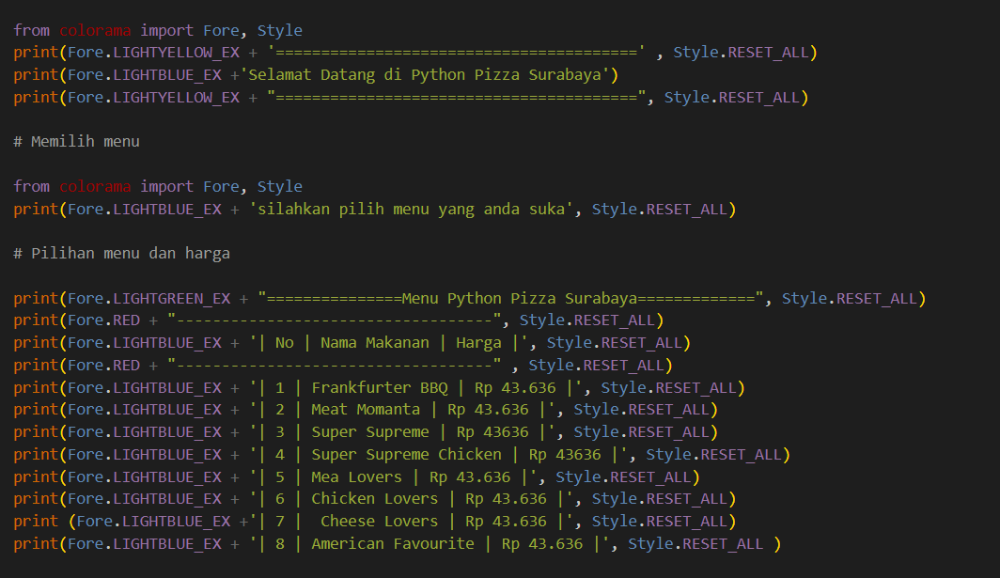 from colorama import Fore, Style
print(Fore.LIGHTYELLOW_EX + '========================================' , Style.RESET_ALL)
print(Fore.LIGHTBLUE_EX +'Selamat Datang di Python Pizza Surabaya')
print(Fore.LIGHTYELLOW_EX + "========================================", Style.RESET_ALL)
# Memilih menu
from colorama import Fore, Style
print(Fore.LIGHTBLUE_EX + 'silahkan pilih menu yang anda suka', Style.RESET_ALL)
# Pilihan menu dan harga
print(Fore.LIGHTGREEN_EX + "===============Menu Python Pizza Surabaya=============", Style.RESET_ALL)
print(Fore.RED + "-----------------------------------", Style.RESET_ALL)
print(Fore.LIGHTBLUE_EX + '| No | Nama Makanan | Harga |', Style.RESET_ALL)
print(Fore.RED + "-----------------------------------" , Style.RESET_ALL)
print(Fore.LIGHTBLUE_EX + '| 1 | Frankfurter BBQ | Rp 43.636 |', Style.RESET_ALL)
print(Fore.LIGHTBLUE_EX + '| 2 | Meat Momanta | Rp 43.636 |', Style.RESET_ALL)
print(Fore.LIGHTBLUE_EX + '| 3 | Super Supreme | Rp 43636 |', Style.RESET_ALL)
print(Fore.LIGHTBLUE_EX + '| 4 | Super Supreme Chicken | Rp 43636 |', Style.RESET_ALL)
print(Fore.LIGHTBLUE_EX + '| 5 | Mea Lovers | Rp 43.636 |', Style.RESET_ALL)
print(Fore.LIGHTBLUE_EX + '| 6 | Chicken Lovers | Rp 43.636 |', Style.RESET_ALL)
print (Fore.LIGHTBLUE_EX +'| 7 |  Cheese Lovers | Rp 43.636 |', Style.RESET_ALL)
print(Fore.LIGHTBLUE_EX + '| 8 | American Favourite | Rp 43.636 |', Style.RESET_ALL )